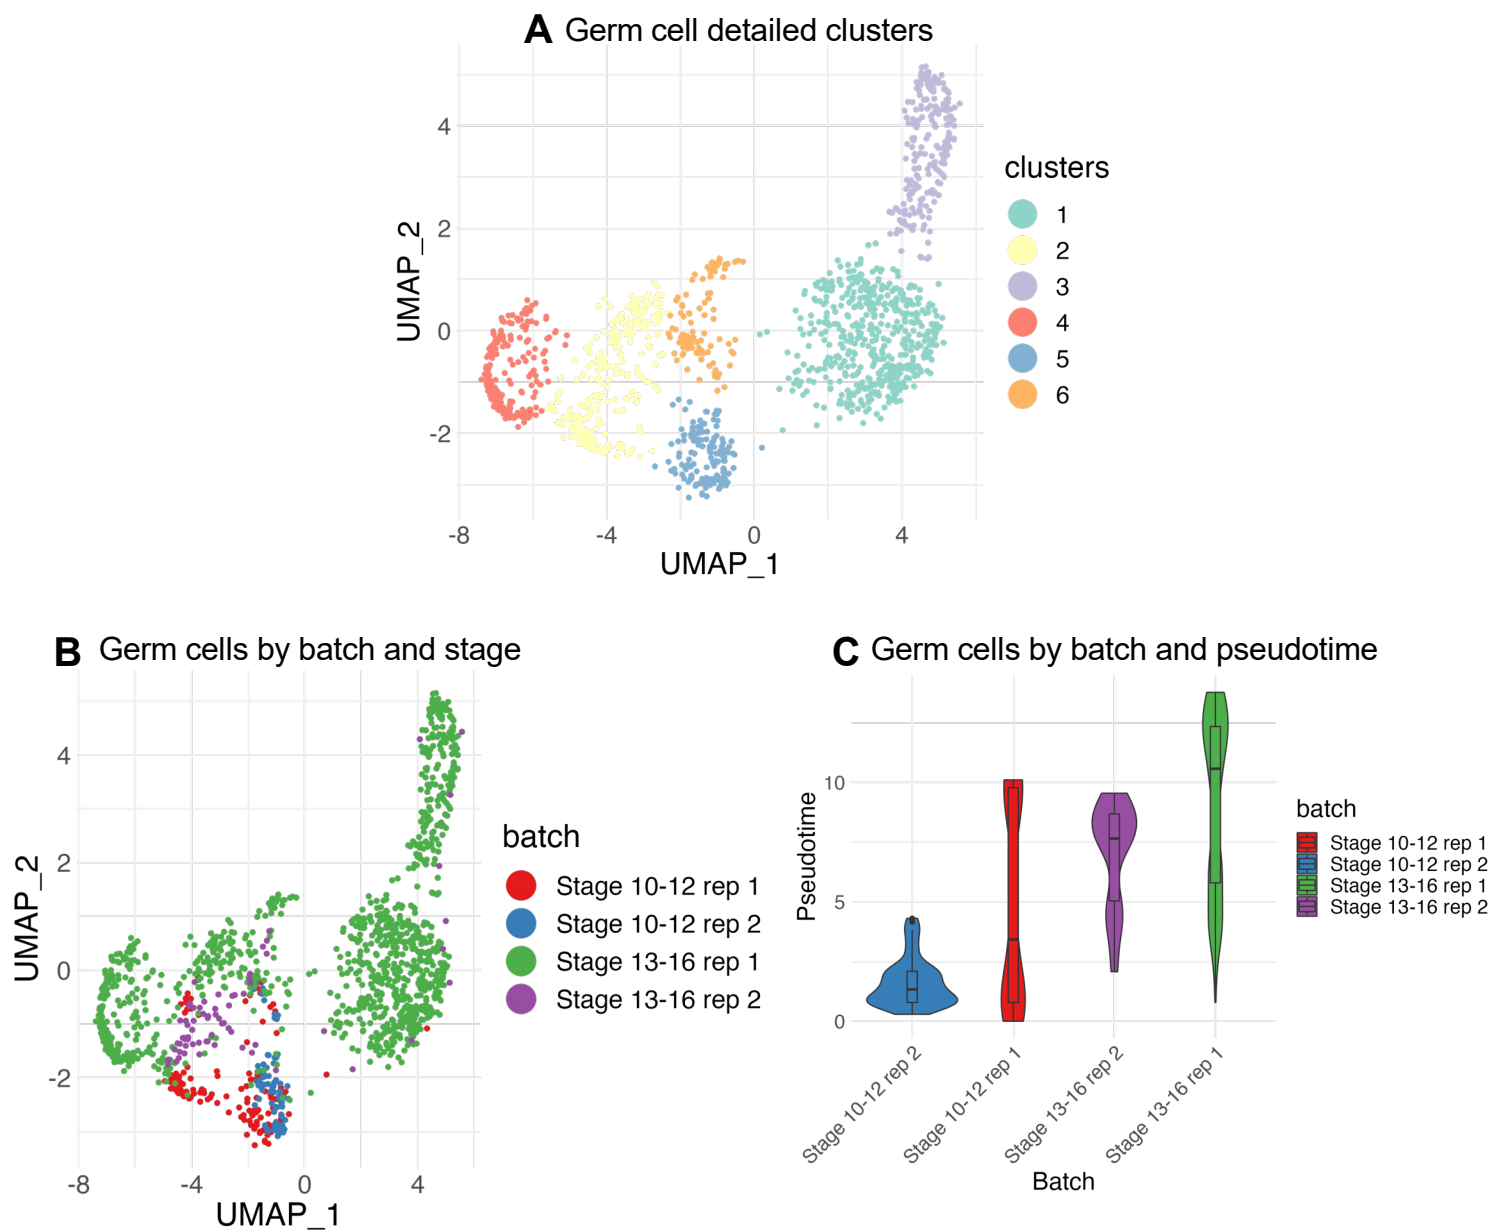 A Germ cell detailed clusters
4
2
0
-2
UMAP_2
-8 -4 0 4
UMAP_1
clusters
1
2
3
4
5
6
B Germ cells by batch and stage
4
2
0
-2
UMAP_2
-8 -4 0 4
UMAP_1
batch
Stage 10-12 rep 1
Stage 10-12 rep 2
Stage 13-16 rep 1
Stage 13-16 rep 2
C Germ cells by batch and pseudotime
10
5
0
Pseudotime
Stage 10-12 rep 2
Stage 10-12 rep 1
Stage 13-16 rep 2
Stage 13-16 rep 1
Batch
batch
Stage 10-12 rep 1
Stage 10-12 rep 2
Stage 13-16 rep 1
Stage 13-16 rep 2